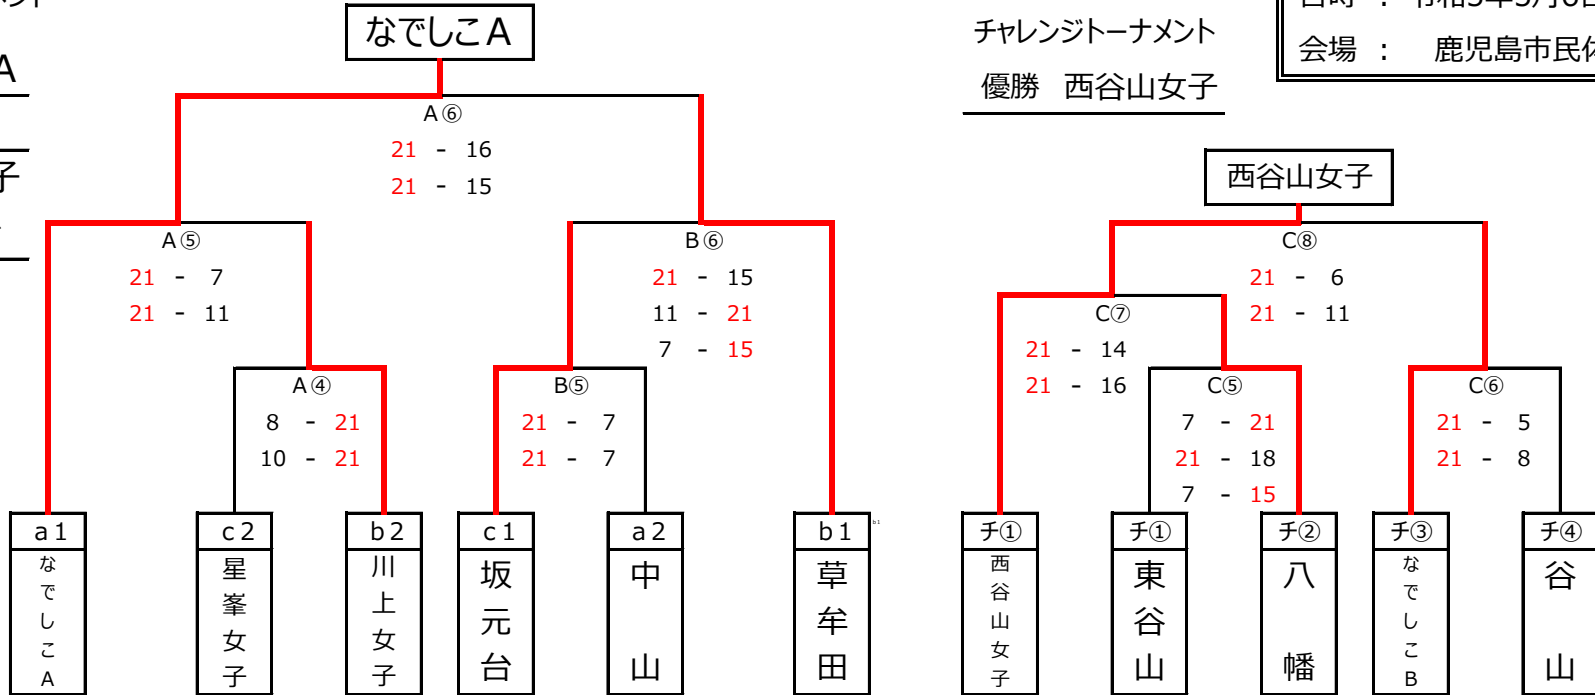 なでしこA
チャレンジトーナメント
優勝 西谷山女子
会場 : 鹿児島市民
A
子
A⑥
21 - 16
21 - 15
西谷山女子
A⑤
21 - 7
21 - 11
B⑥
21 - 15
11 - 21
7 - 15
C⑧
21 - 6
21 - 11
C⑦
21 - 14
21 - 16
A④
8 - 21
10 - 21
B⑤
21 - 7
21 - 7
C⑤
7 - 21
21 - 18
7 - 15
C⑥
21 - 5
21 - 8
a1
なでしこA
c2
星峯女子
b2
川上女子
c1
坂元台
a2
中山
b1
草牟田
b1
チ①
西谷山女子
チ①
東谷山
チ②
八幡
チ③
なでしこB
チ④
谷山